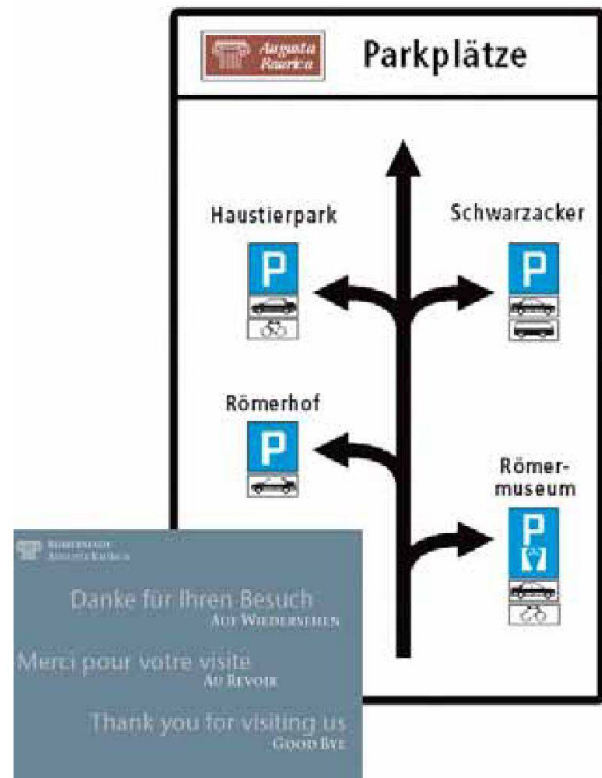 Augusta
Raurica
Parkplätze
Haustierpark
P
Schwarzacker
P
Römerhof
P
Römer-
museum
P
RÖMERSTADT
AUGUSTA RAURICA
Danke für Ihren Besuch
AUF WIEDERSEHEN
Merci pour votre visite
AU REVOIR
Thank you for visiting us
GOOD BYE